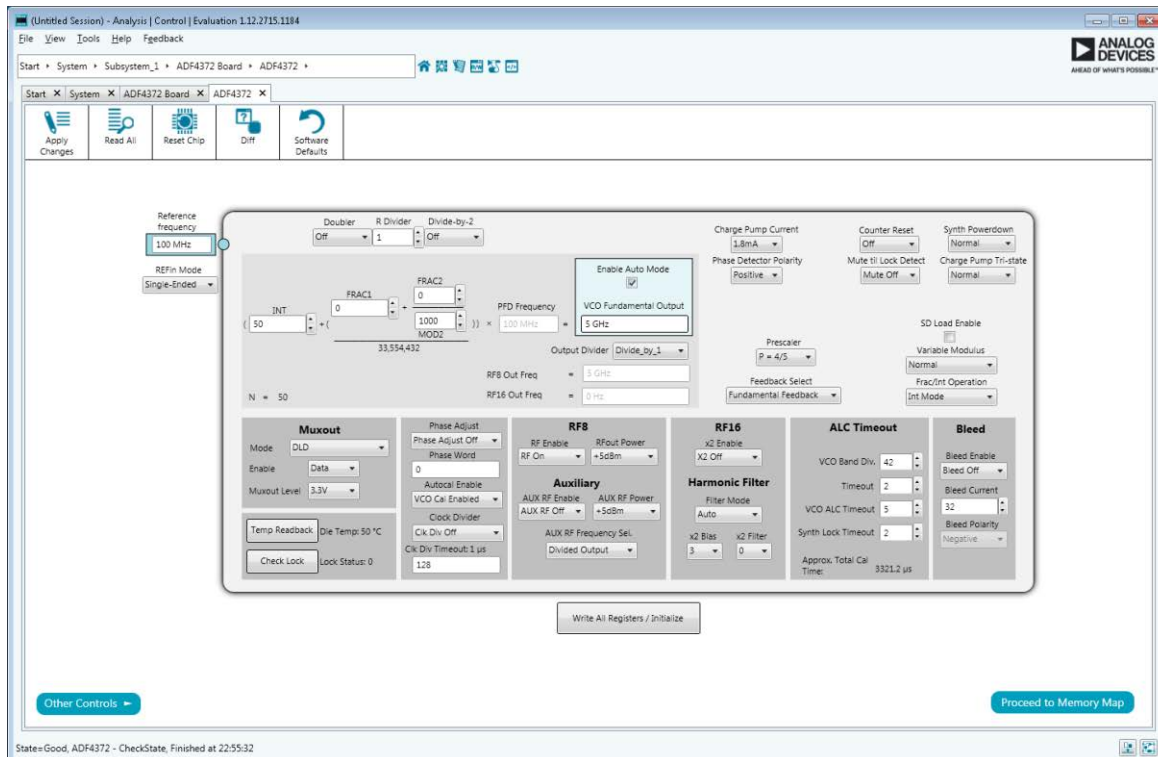 (Untitled Session) - Analysis | Control | Evaluation 1.12.2715.1184
File View Tools Help Feedback
ANALOG DEVICES
AHEAD OF WHAT'S POSSIBLE™
Start System Subsystem_1 ADF4372 Board ADF4372
Start X System X ADF4372 Board X ADF4372 X
Apply Changes
Read All
Reset Chip
Diff
Software Defaults
Reference frequency
100 MHz
REFin Mode
Single-Ended
Doubler R Divider Divide-by-2
Off 1 Off
Charge Pump Current
1.8mA
Counter Reset
Off
Synth Powerdown
Normal
Phase Detector Polarity
Positive
Mute til Lock Detect
Mute Off
Charge Pump Tri-state
Normal
Enable Auto Mode
VCO Fundamental Output
5 GHz
INT
( 50 + (
FRAC1
0
+
FRAC2
0
1000
MOD2
33,554,432
)) ×
PFD Frequency
100 MHz =
Output Divider Divide_by_1
RF8 Out Freq = 5 GHz
RF16 Out Freq = 0 Hz
N = 50
Prescaler
P = 4/5
Feedback Select
Fundamental Feedback
SD Load Enable
Variable Modulus
Normal
Frac/Int Operation
Int Mode
Muxout
Mode DLD
Enable Data
Muxout Level 3.3V
Temp Readback Die Temp: 50 °C
Check Lock Lock Status: 0
Phase Adjust
Phase Adjust Off
Phase Word
0
Autocal Enable
VCO Cal Enabled
Clock Divider
Clk Div Off
Clk Div Timeout: 1 µs
128
RF8
RF Enable RFout Power
RF On +5dBm
Auxiliary
AUX RF Enable AUX RF Power
AUX RF Off +5dBm
AUX RF Frequency Sel.
Divided Output
RF16
x2 Enable
X2 Off
Harmonic Filter
Filter Mode
Auto
x2 Bias x2 Filter
3 0
ALC Timeout
VCO Band Div. 42
Timeout 2
VCO ALC Timeout 5
Synth Lock Timeout 2
Approx. Total Cal Time: 3321.2 µs
Bleed
Bleed Enable
Bleed Off
Bleed Current
32
Bleed Polarity
Negative
Write All Registers / Initialize
Other Controls
Proceed to Memory Map
State=Good, ADF4372 - CheckState, Finished at 22:55:32